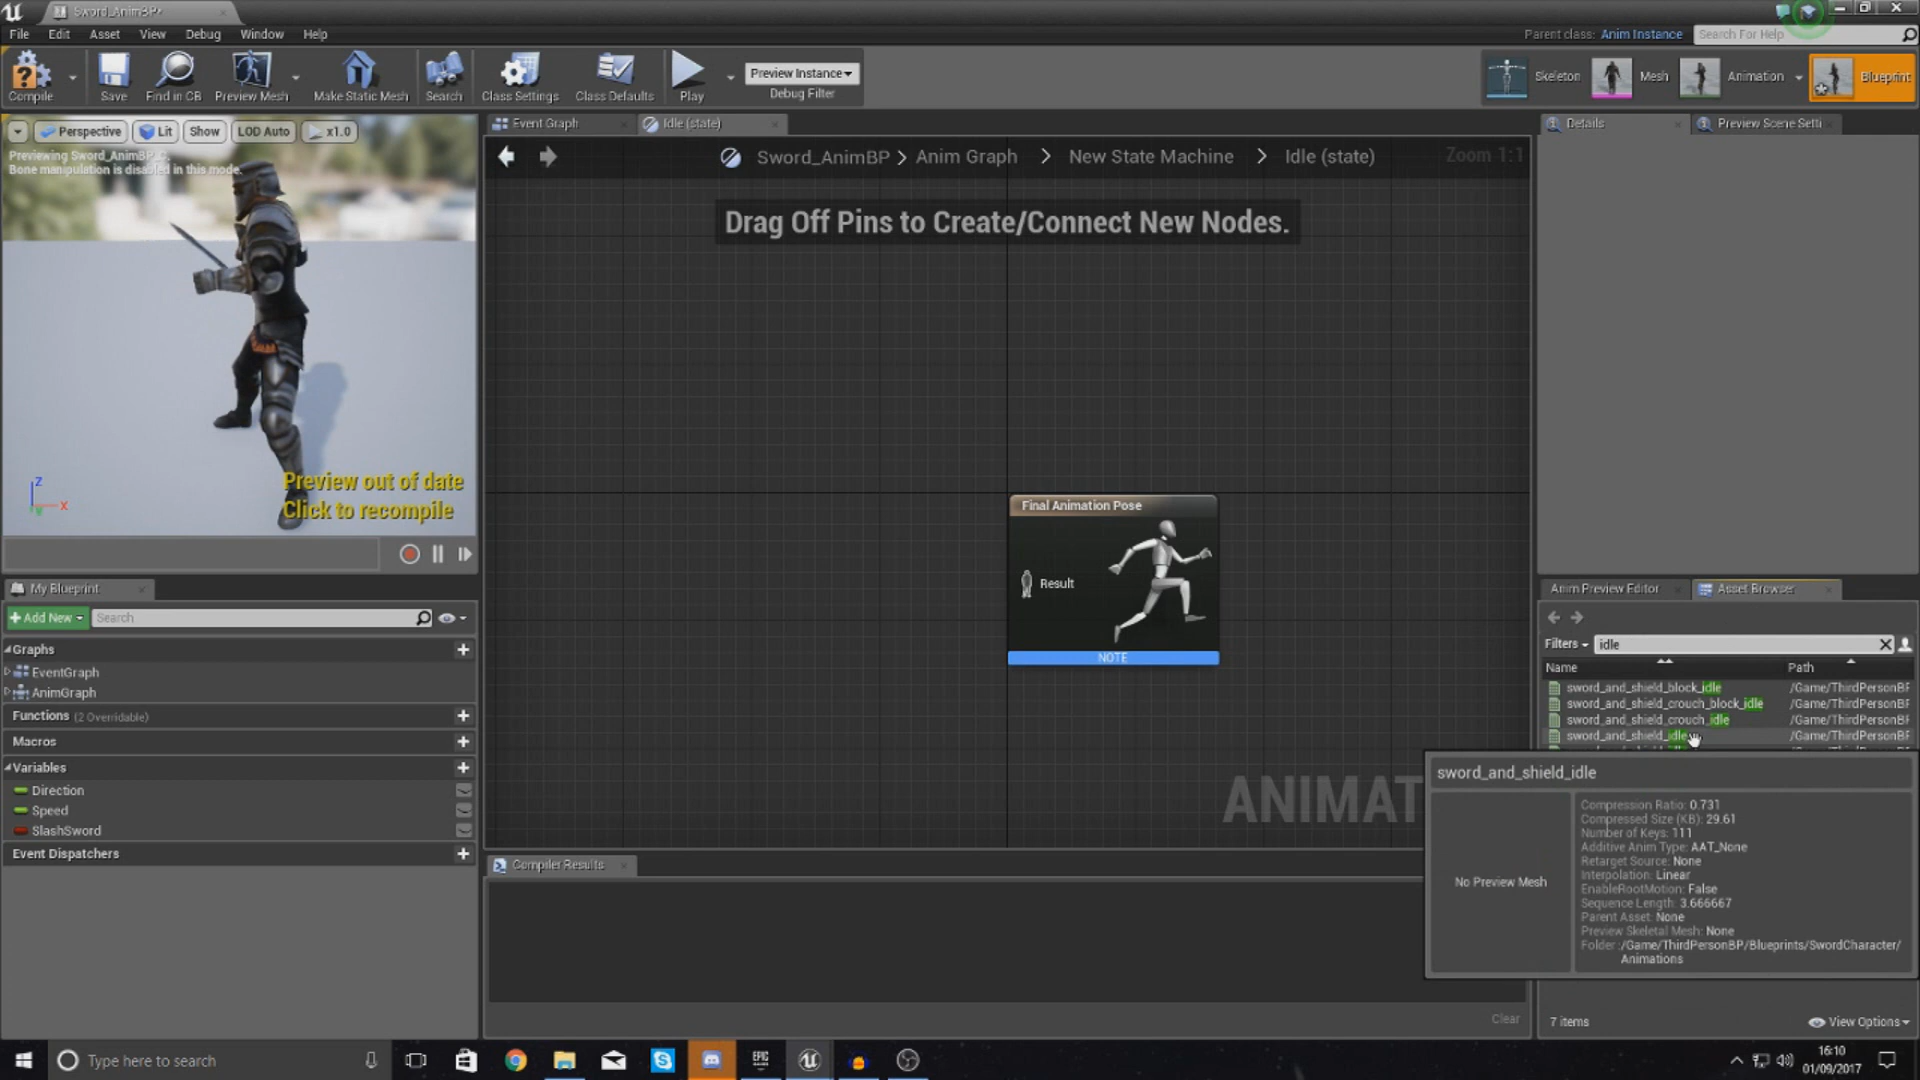 Sword_AnimBP*
File Edit Asset View Debug Window Help
Parent class: Anim Instance
Search For Help
Compile
Save
Find in CB
Preview Mesh
Make Static Mesh
Search
Class Settings
Class Defaults
Play
Preview Instance
Debug Filter
Skeleton
Mesh
Animation
Blueprint
Perspective
Lit
Show
LOD Auto
x1.0
Previewing Sword_AnimBP_C.
Bone manipulation is disabled in this mode.
Preview out of date
Click to recompile
Z
X
Event Graph
Idle (state)
Sword_AnimBP > Anim Graph > New State Machine > Idle (state)
Zoom 1:1
Drag Off Pins to Create/Connect New Nodes.
Final Animation Pose
Result
NOTE
ANIMAT
Details
Preview Scene Setti
My Blueprint
+Add New
Search
Graphs
EventGraph
AnimGraph
Functions (2 Overridable)
Macros
Variables
Direction
Speed
SlashSword
Event Dispatchers
Compiler Results
Clear
Anim Preview Editor
Asset Browser
Filters
idle
Name
Path
sword_and_shield_block_idle /Game/ThirdPersonBP
sword_and_shield_crouch_block_idle /Game/ThirdPersonBP
sword_and_shield_crouch_idle /Game/ThirdPersonBP
sword_and_shield_idle /Game/ThirdPersonBP
sword_and_shield_idle
No Preview Mesh
Compression Ratio: 0.731
Compressed Size (KB): 29.61
Number of Keys: 111
Additive Anim Type: AAT_None
Retarget Source: None
Interpolation: Linear
EnableRootMotion: False
Sequence Length: 3.666667
Parent Asset: None
Preview Skeletal Mesh: None
Folder :/Game/ThirdPersonBP/Blueprints/SwordCharacter/
Animations
7 items
View Options
Type here to search
EPIC
16:10
01/09/2017